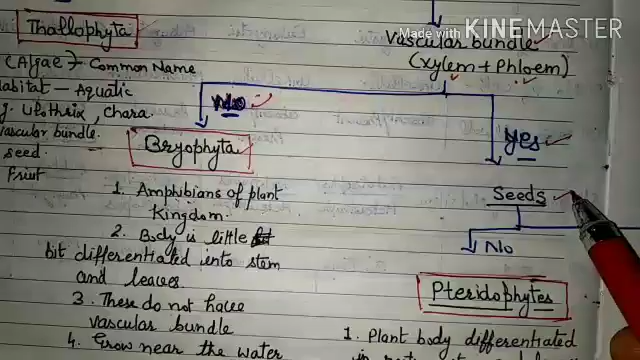 Made with KINEMASTER
Thallophyta
(Algae) → Common Name
Habitat - Aquatic
g: Ulothrix, chara.
vascular bundle.
seed.
Fruit
Vascular bundle
(xylem + Phloem)
No
yes
Bryophyta
1. Amphibians of plant
Kingdom.
2. Body is little
bit differentiated into stem
and leaves.
3. These do not have
vascular bundle
4. Grow near the water
Seeds
No
Pteridophytes
1. Plant body differentiated